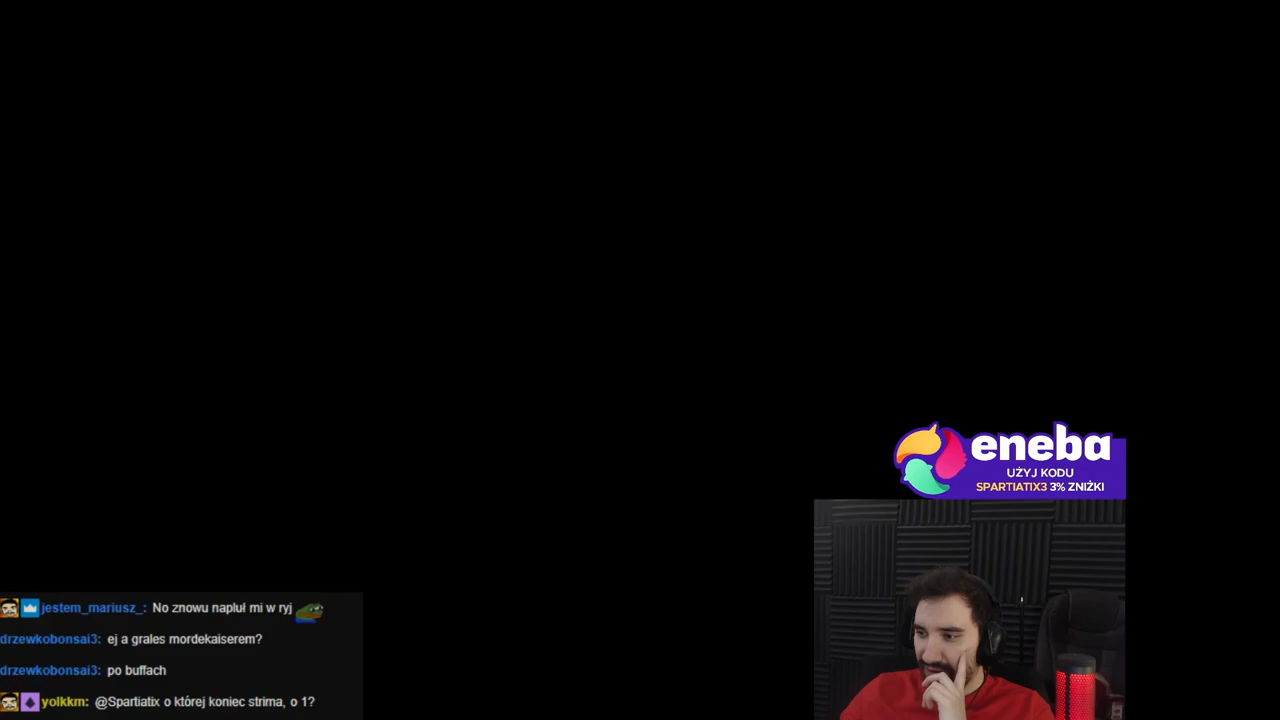 eneba
UŻYJ KODU
SPARTIATIX3 3% ZNIŻKI
jestem_mariusz_: No znowu napluł mi w ryj
drzewkobonsai3: ej a grales mordekaiserem?
drzewkobonsai3: po buffach
yolkkm: @Spartiatix o której koniec strima, o 1?